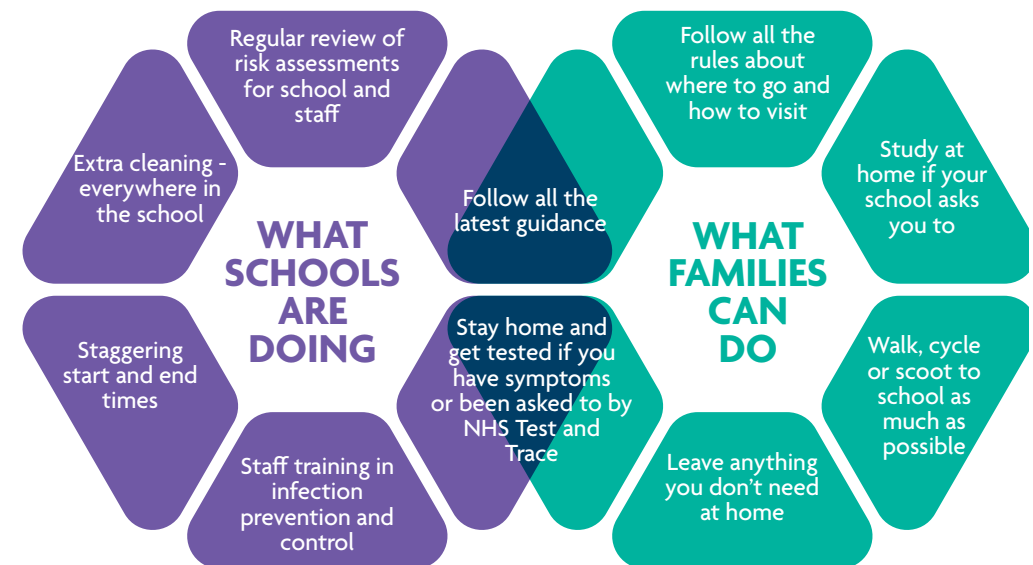 Regular review of
risk assessments
for school and
staff
Extra cleaning -
everywhere in
the school
WHAT
SCHOOLS
ARE
DOING
Staggering
start and end
times
Staff training in
infection
prevention and
control
Follow all the
latest guidance
Stay home and
get tested if you
have symptoms
or been asked to by
NHS Test and
Trace
Follow all the
rules about
where to go and
how to visit
Study at
home if your
school asks
you to
WHAT
FAMILIES
CAN
DO
Walk, cycle
or scoot to
school as
much as
possible
Leave anything
you don't need
at home